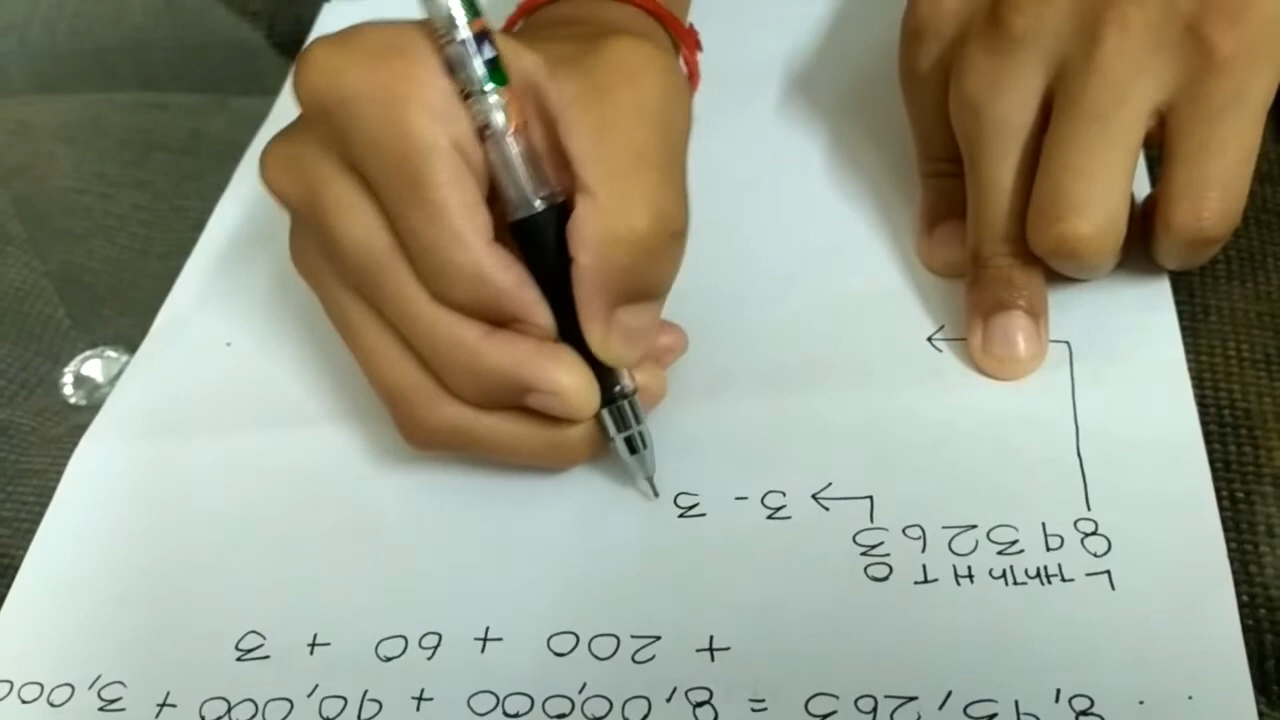 8,93,263 = 8,00,000 + 90,000 + 3,000
+ 200 + 60 + 3
L TTh Th H T O
8 9 3 2 6 3
→ 3 - 3